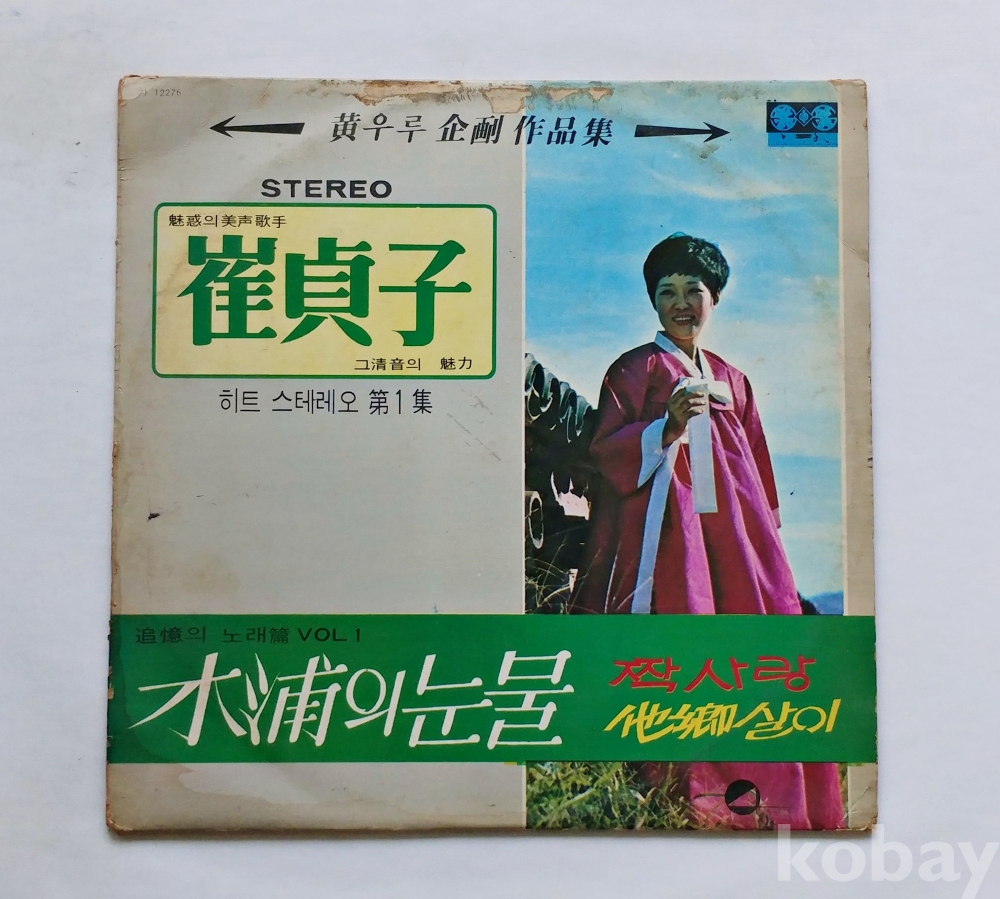 12276
黄우루 企劃 作品集
STEREO
魅惑의美声歌手
崔貞子
그清音의 魅力
히트 스테레오 第1集
追憶의 노래篇 VOL 1
木浦의눈물
짝사랑
他鄕살이
kobay